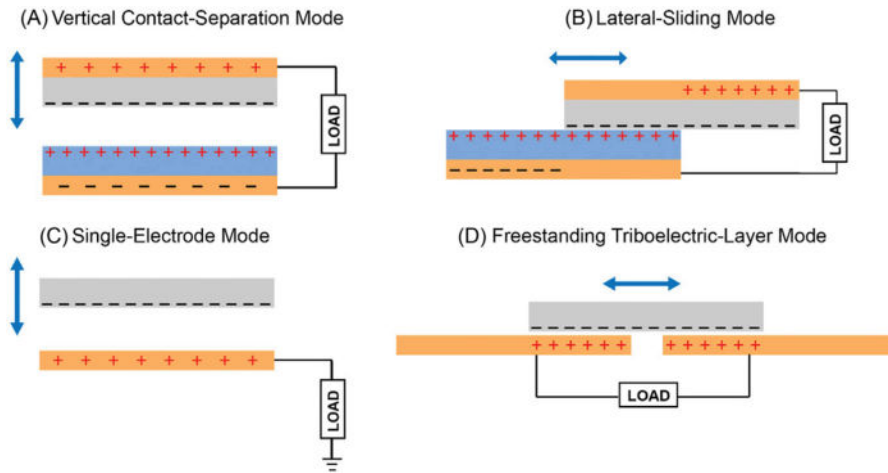 (A) Vertical Contact-Separation Mode
LOAD
(B) Lateral-Sliding Mode
LOAD
(C) Single-Electrode Mode
LOAD
(D) Freestanding Triboelectric-Layer Mode
LOAD